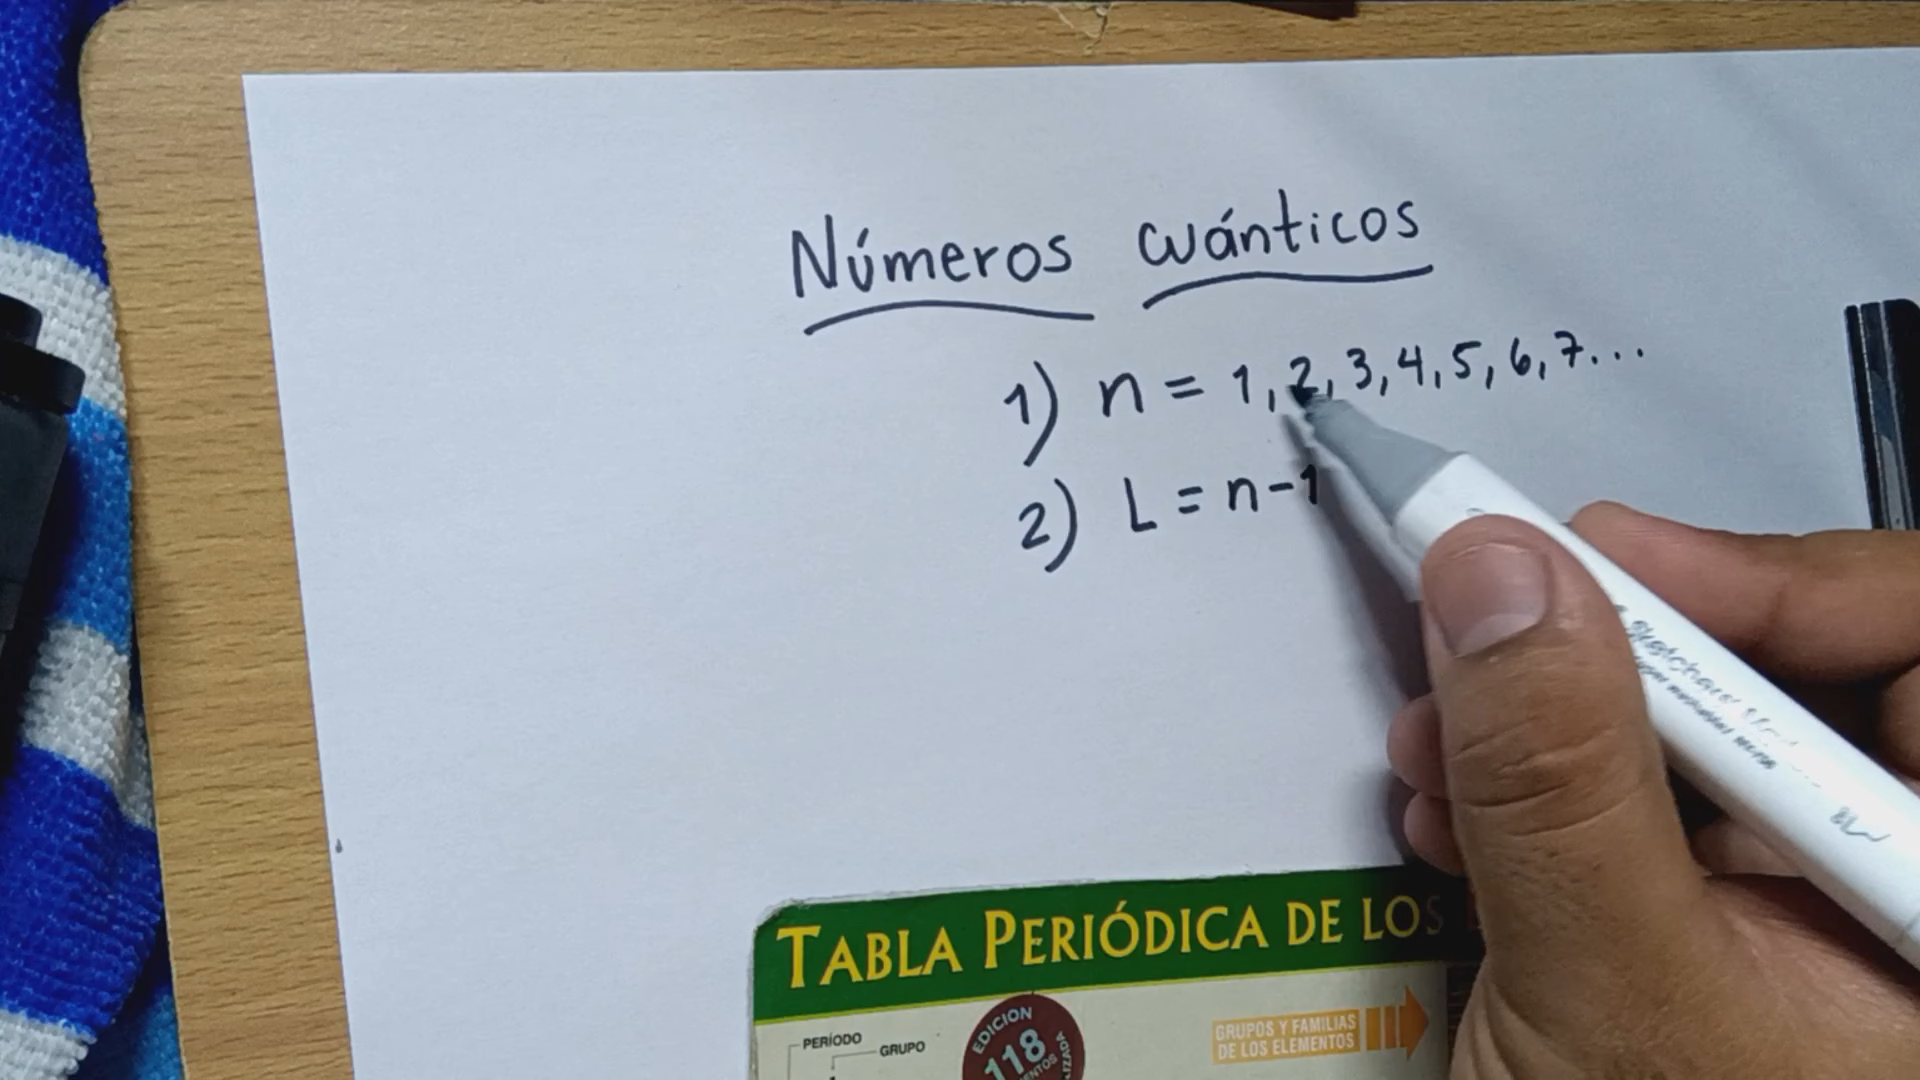 Números cuánticos
1) n = 1, 2, 3, 4, 5, 6, 7...
2) L = n-1
TABLA PERIÓDICA DE LOS
EDICION
118
PERÍODO
GRUPO
GRUPOS Y FAMILIAS
DE LOS ELEMENTOS